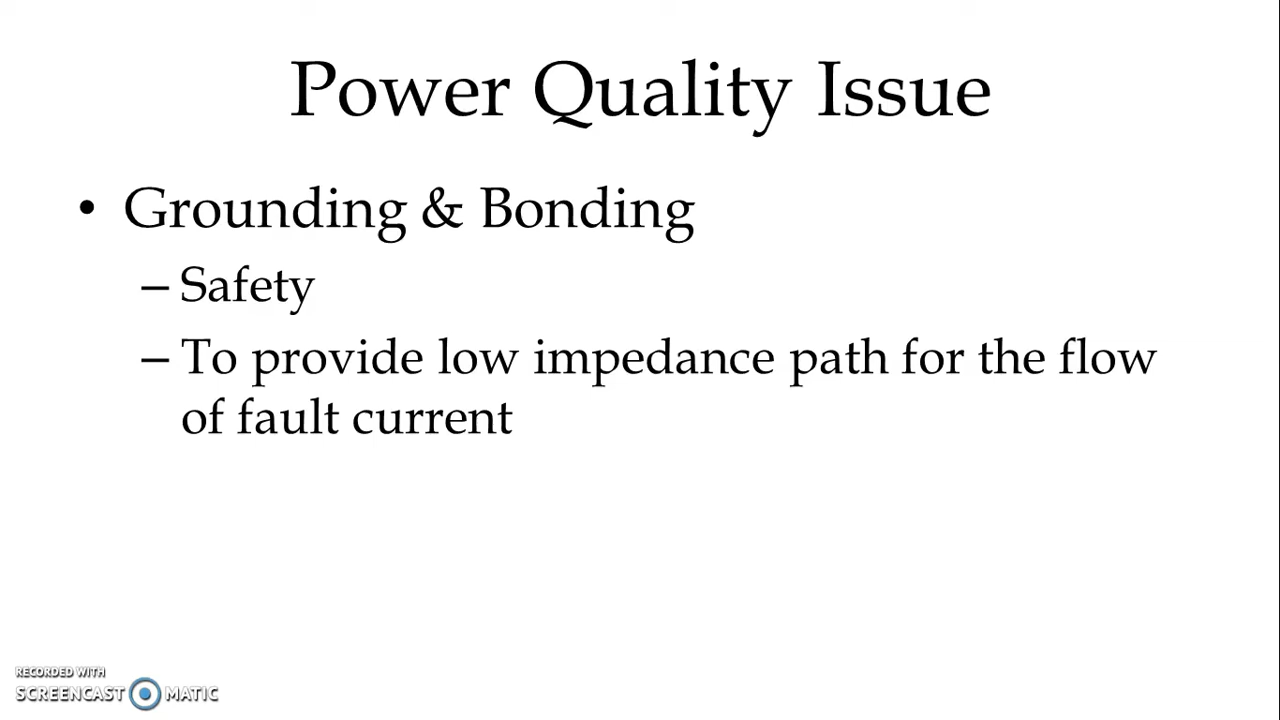 Power Quality Issue
• Grounding & Bonding
– Safety
– To provide low impedance path for the flow
of fault current
RECORDED WITH
SCREENCAST MATIC